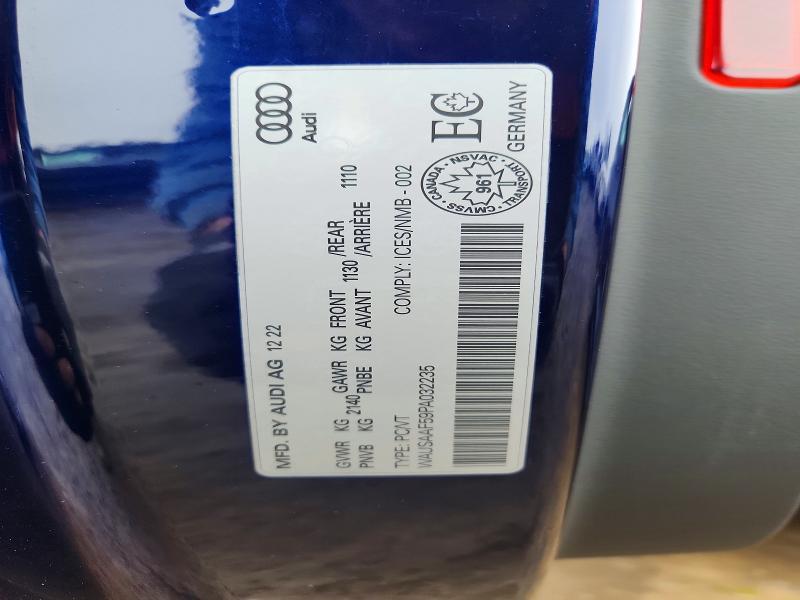 Audi
MFD. BY AUDI AG 12 22
GVWR KG 2140 GAWR KG FRONT 1130 /REAR 1110
PNVB KG PNBE KG AVANT /ARRIÈRE
TYPE: PC/VT
COMPLY: ICES/NMB - 002
WAUSAAF59PA032235
CANADA · NSVAC · TRANSPORT · CMVSS
961
EC
GERMANY